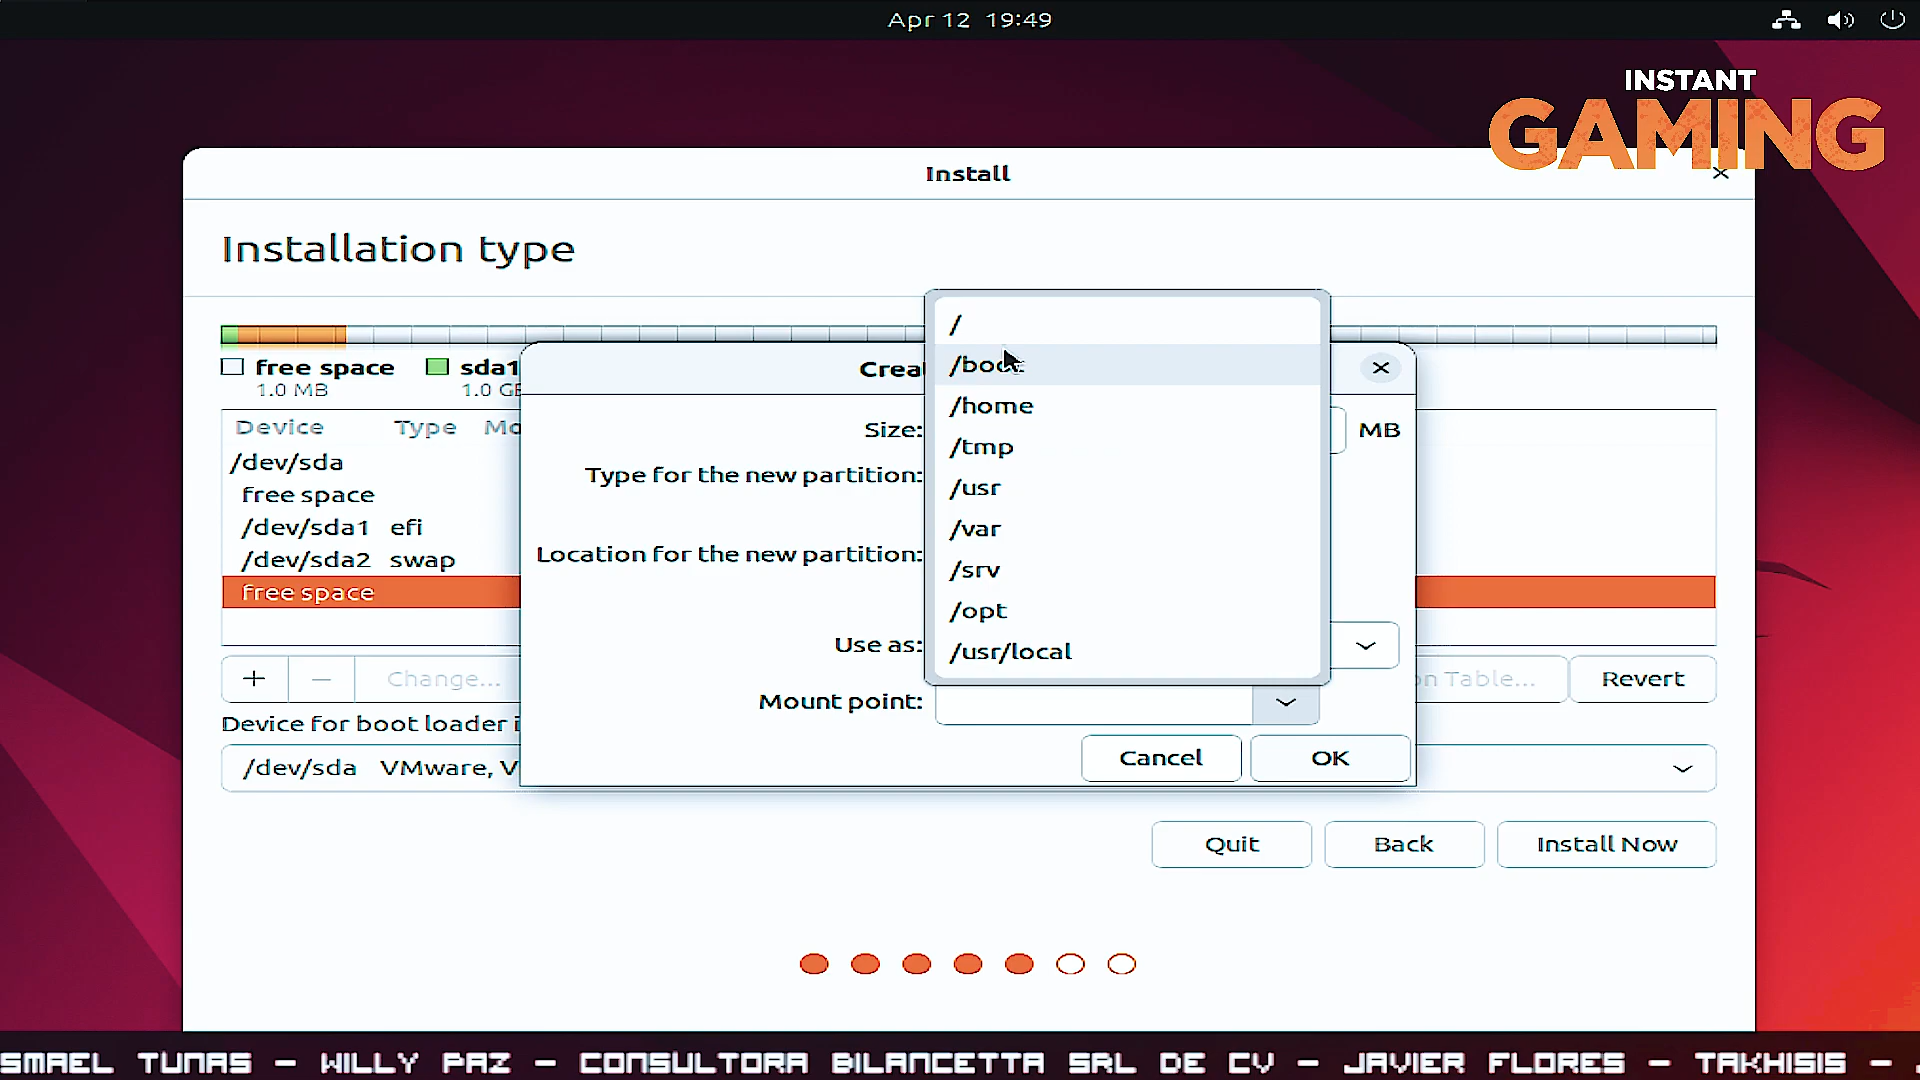 Apr 12 19:49
INSTANT
GAMING
Install
Installation type
free space
1.0 MB
sda1
Device Type
/dev/sda
free space
/dev/sda1 efi
/dev/sda2 swap
free space
+ — Change... Revert
Device for boot loader
/dev/sda VMware,
Size: MB
Type for the new partition:
Location for the new partition:
Use as:
Mount point:
/
/home
/tmp
/usr
/var
/srv
/opt
/usr/local
Cancel OK
Quit Back Install Now
TUNAS – WILLY PAZ – CONSULTORA BILANCETTA SRL DE CV – JAVIER FLORES – TAKHISIS –